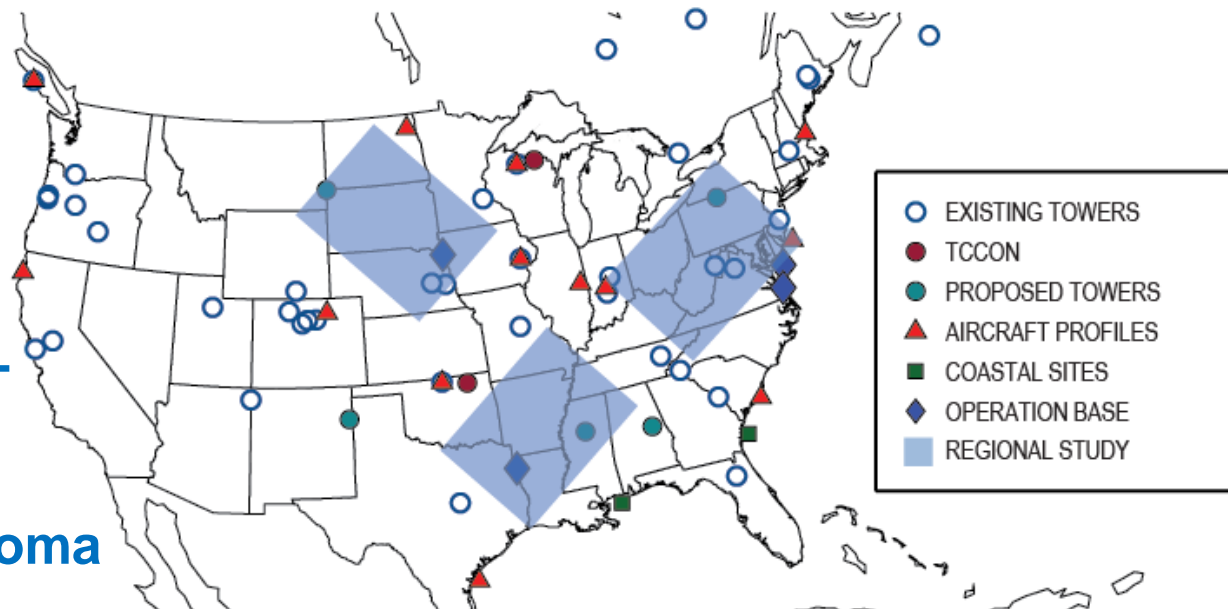 EXISTING TOWERS
TCCON
PROPOSED TOWERS
AIRCRAFT PROFILES
COASTAL SITES
OPERATION BASE
REGIONAL STUDY
-
oma